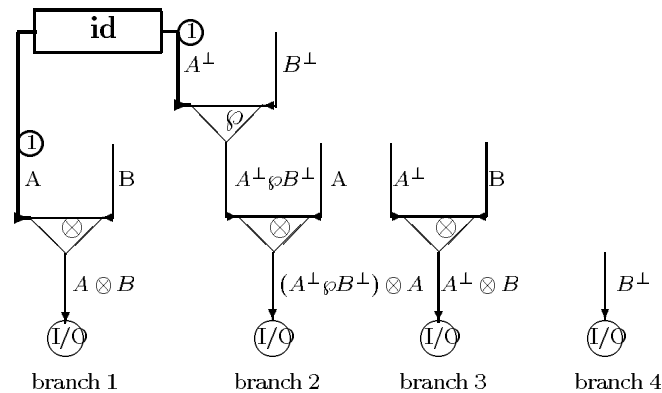 id
1
A⊥
B⊥
℘
1
A
B
A⊥℘B⊥
A
A⊥
B
⊗
⊗
⊗
A ⊗ B
(A⊥℘B⊥) ⊗ A
A⊥ ⊗ B
B⊥
I/O
I/O
I/O
I/O
branch 1
branch 2
branch 3
branch 4